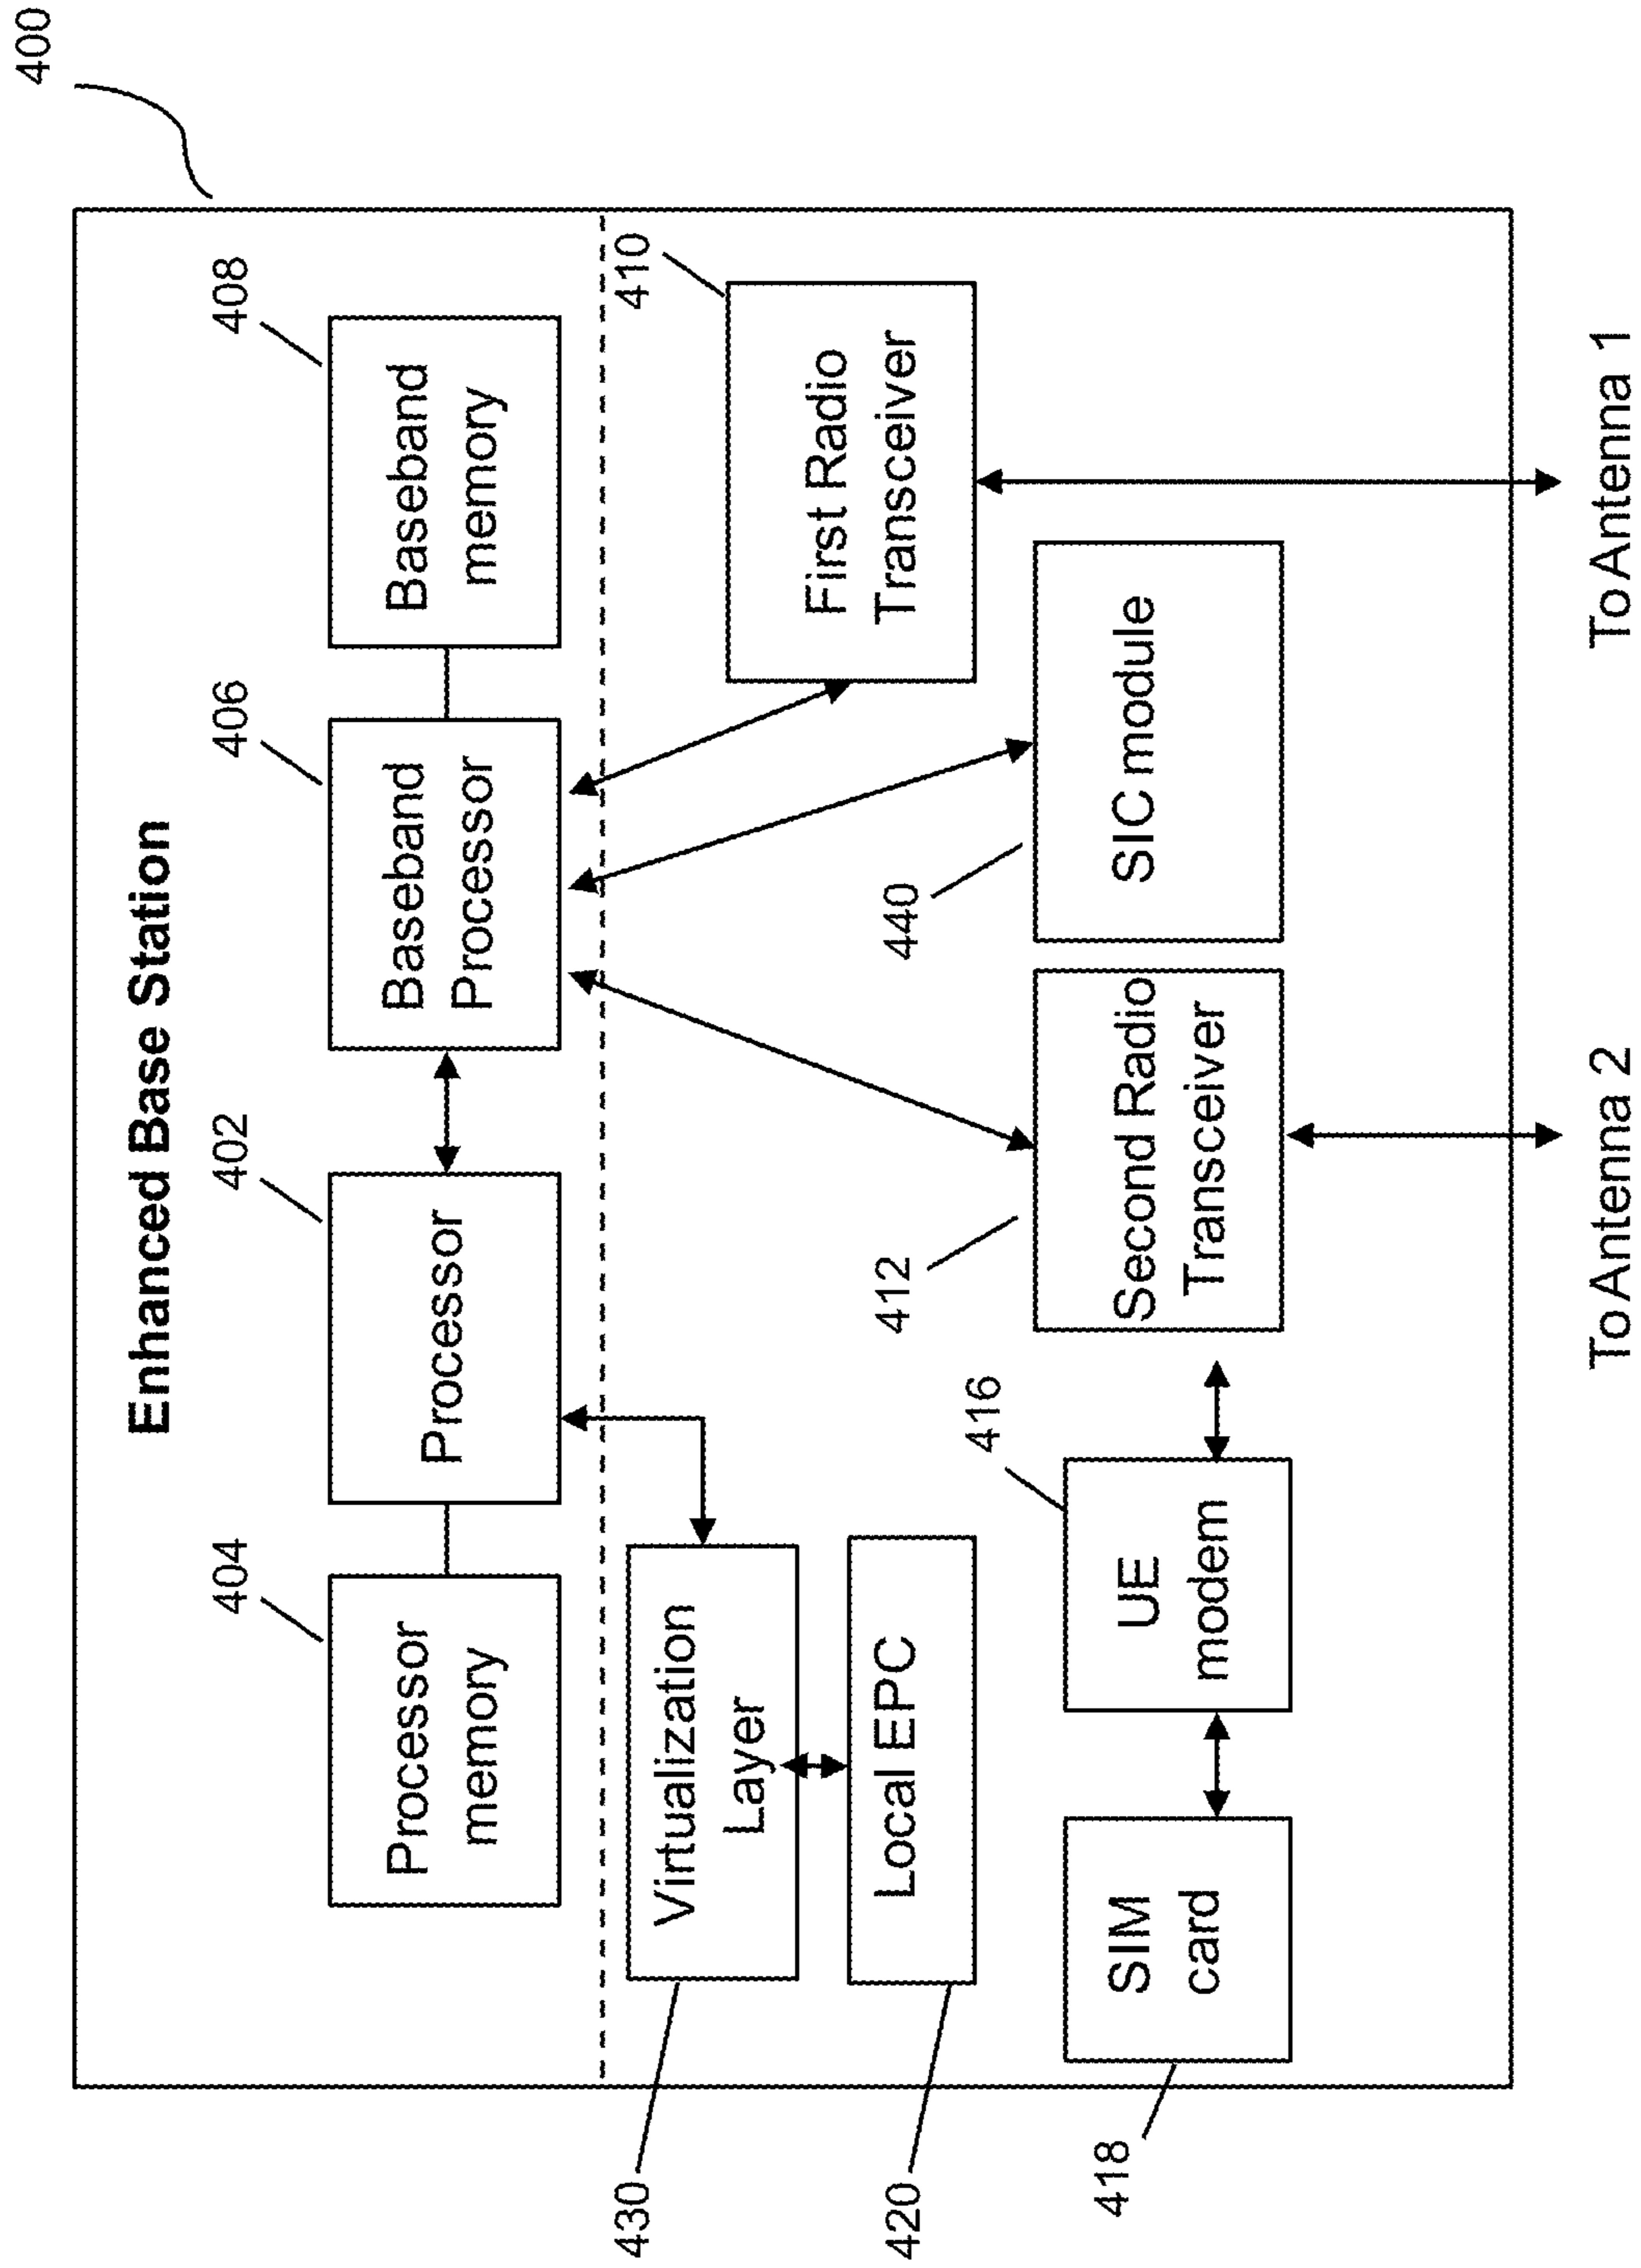 400
Enhanced Base Station
404
402
406
408
Processor
memory
Processor
Baseband
Processor
Baseband
memory
430
Virtualization
Layer
410
First Radio
Transceiver
420
Local EPC
416
412
440
418
SIM
card
UE
modem
Second Radio
Transceiver
SIC module
To Antenna 2
To Antenna 1